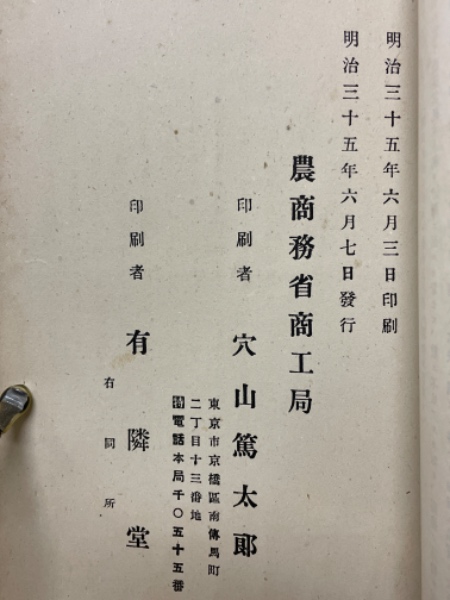 明治三十五年六月三日印刷
明治三十五年六月七日發行
農商務省商工局
印刷者 穴山篤太郎
東京市京橋區南傳馬町
二丁目十三番地
特電話本局千〇五十五番
印刷者 有隣堂
右同所